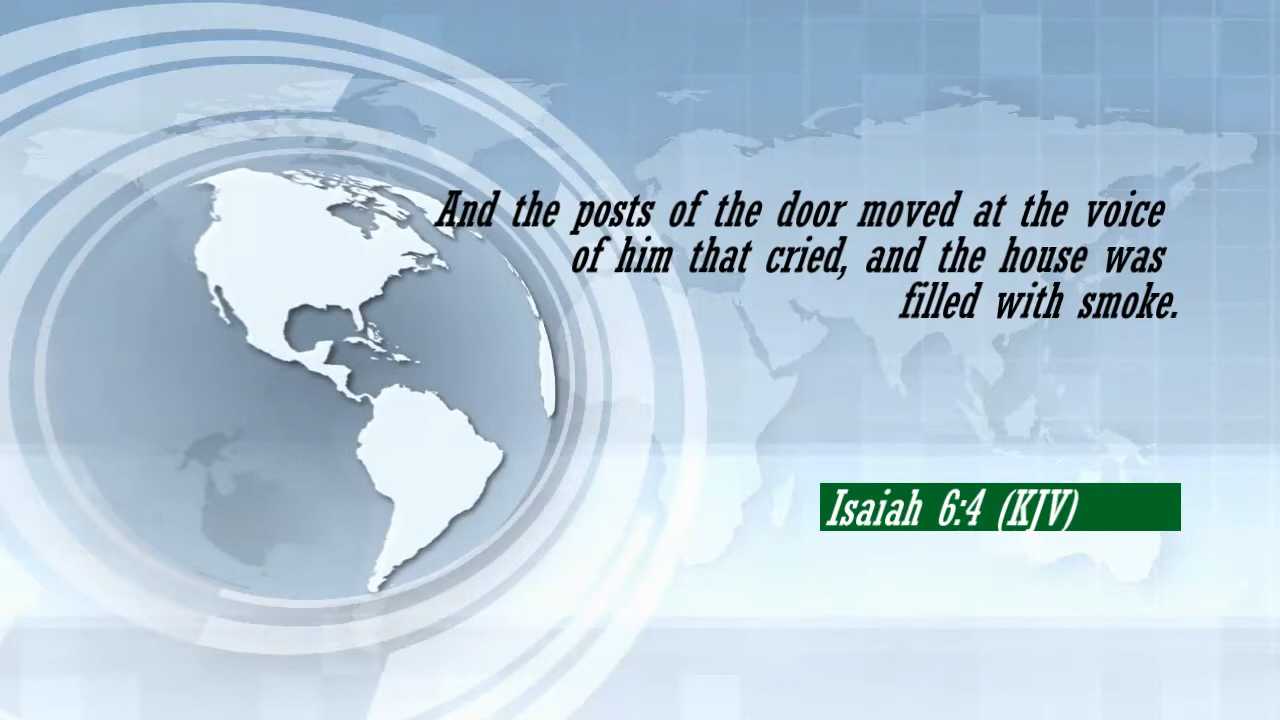 And the posts of the door moved at the voice
of him that cried, and the house was
filled with smoke.
Isaiah 6:4 (KJV)